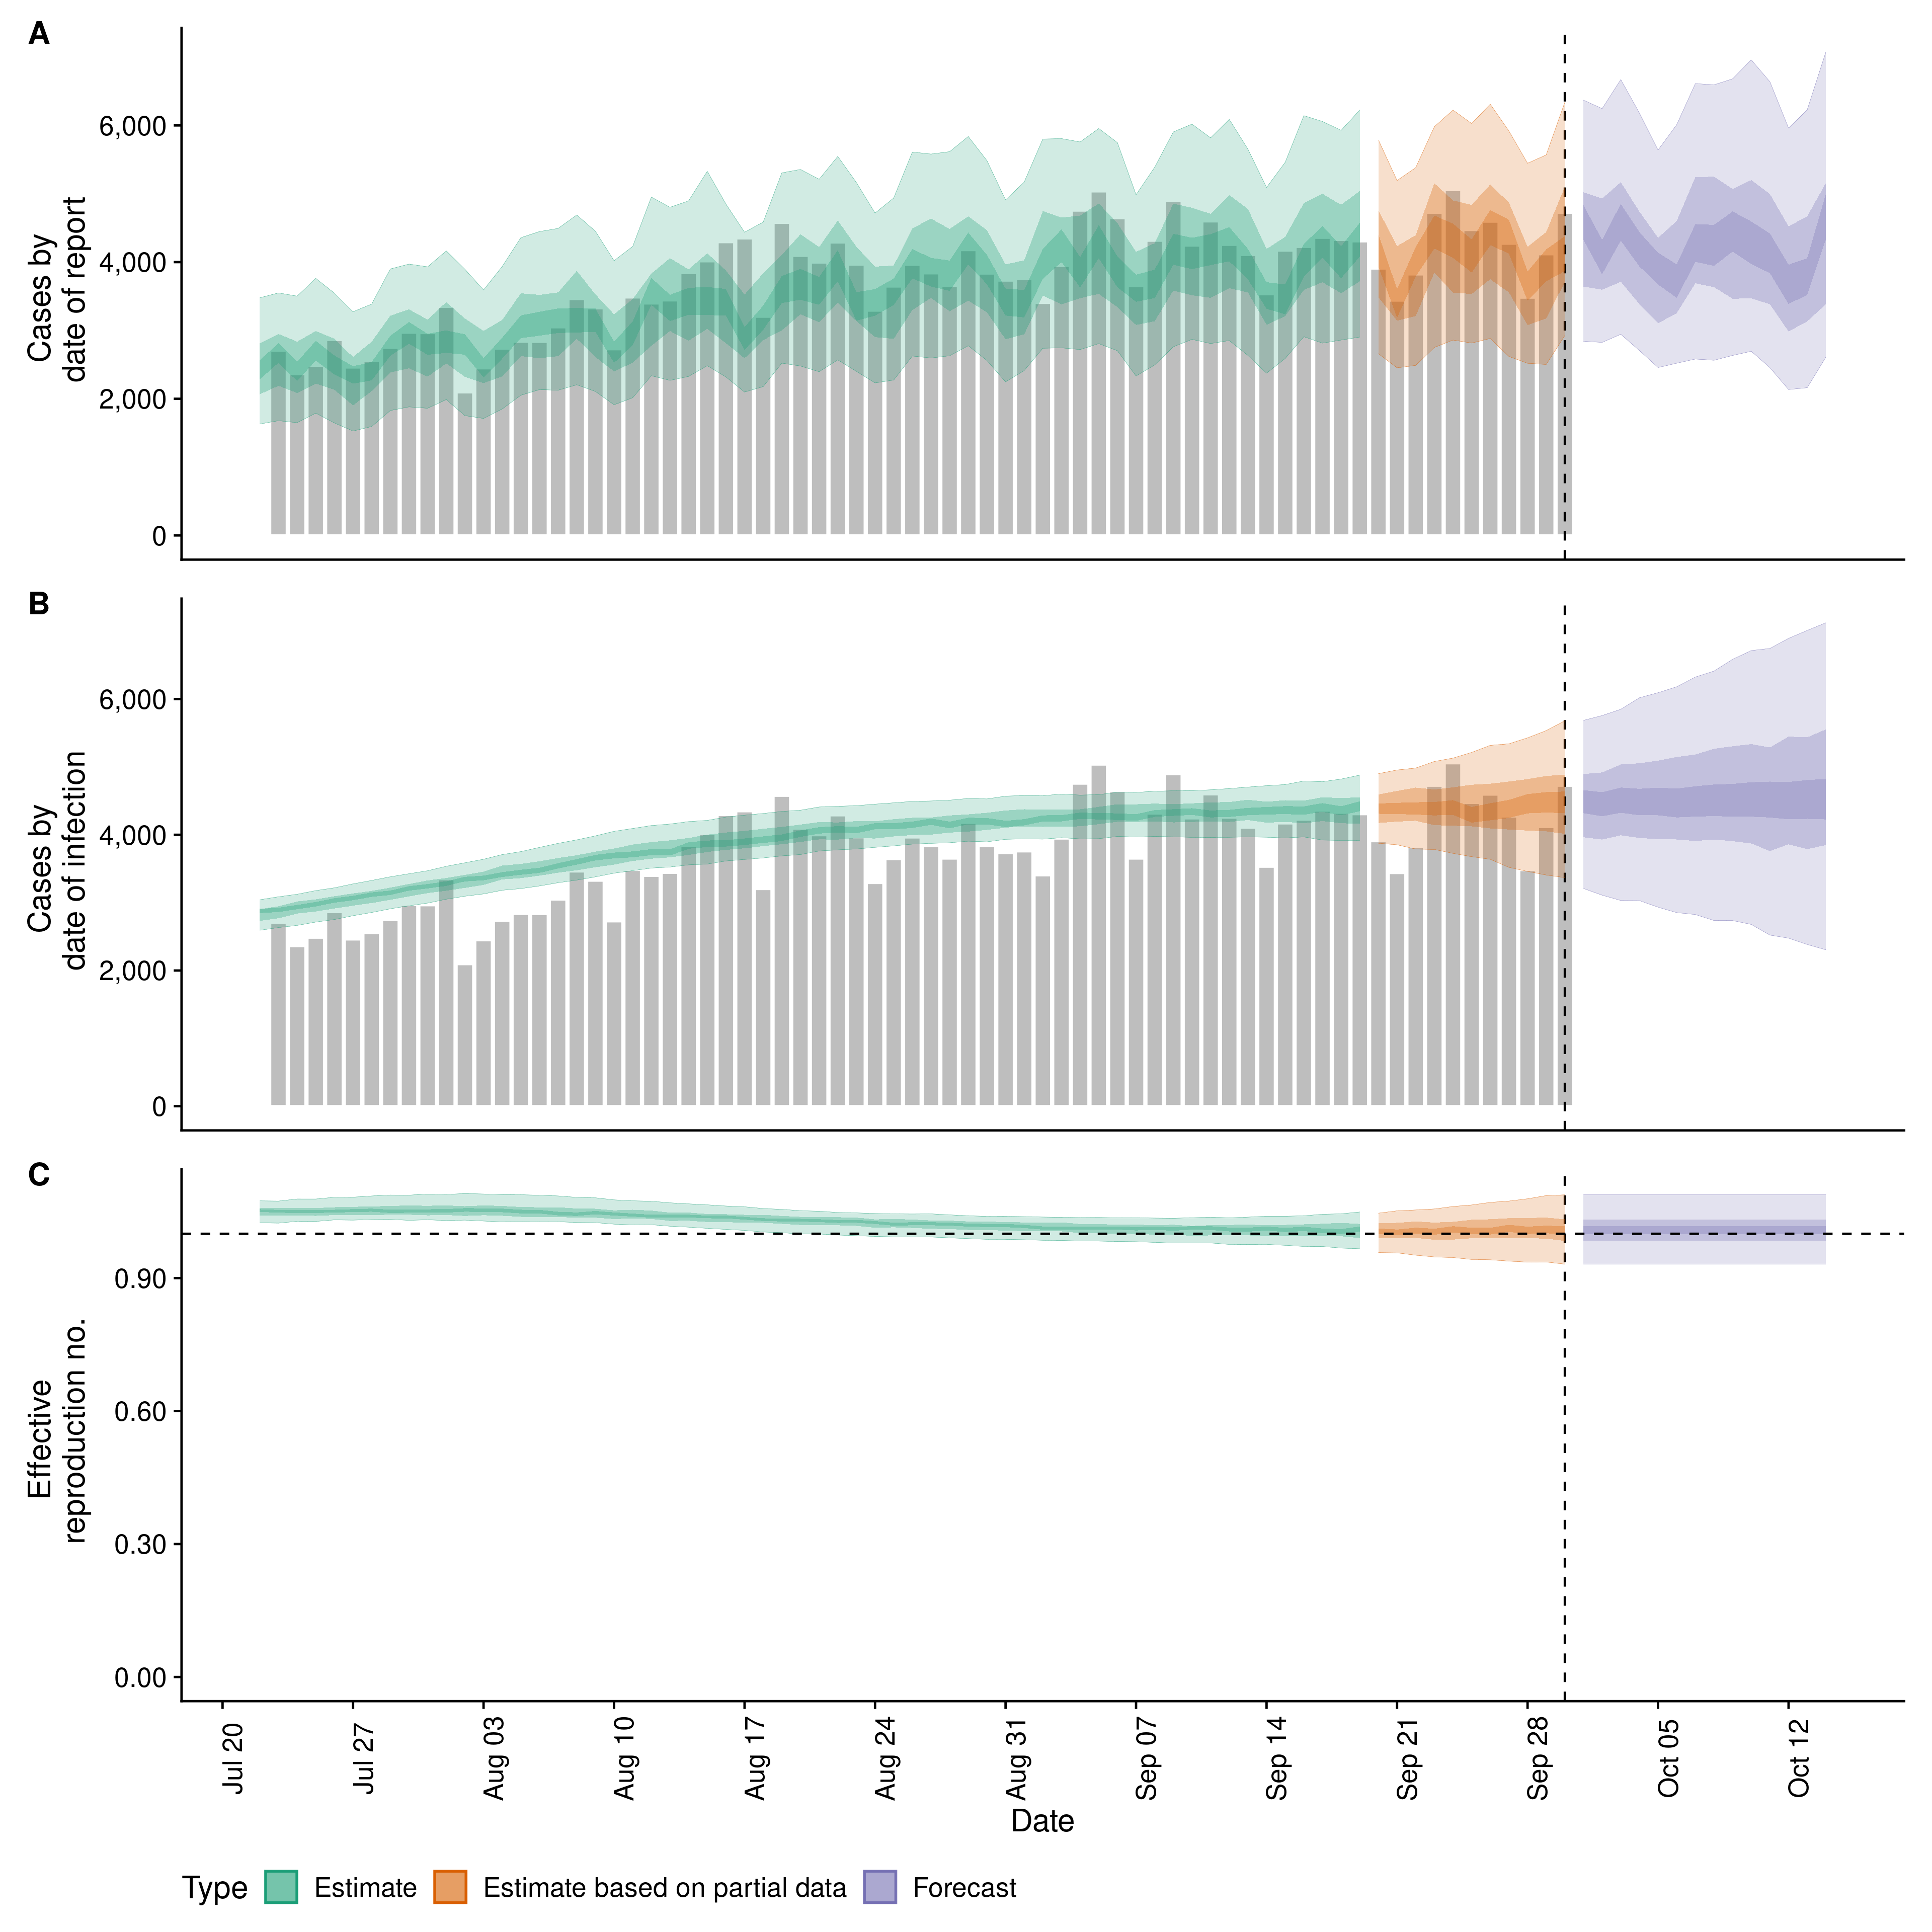 A
Cases by
date of report
6,000
4,000
2,000
0
B
Cases by
date of infection
6,000
4,000
2,000
0
C
Effective
reproduction no.
0.90
0.60
0.30
0.00
Jul 20
Jul 27
Aug 03
Aug 10
Aug 17
Aug 24
Aug 31
Sep 07
Sep 14
Sep 21
Sep 28
Oct 05
Oct 12
Date
Type Estimate Estimate based on partial data Forecast